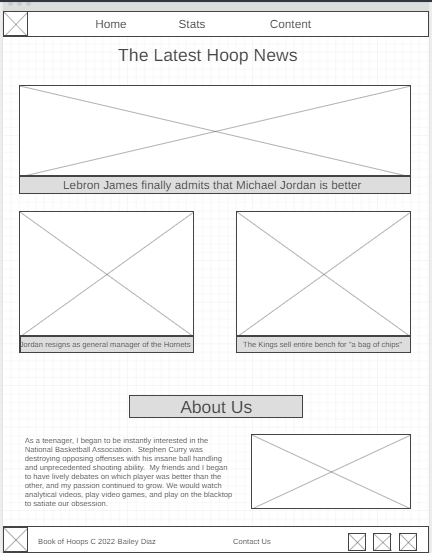 Home Stats Content
The Latest Hoop News
Lebron James finally admits that Michael Jordan is better
Jordan resigns as general manager of the Hornets
The Kings sell entire bench for "a bag of chips"
About Us
As a teenager, I began to be instantly interested in the
National Basketball Association. Stephen Curry was
destroying opposing offenses with his insane ball handling
and unprecedented shooting ability. My friends and I began
to have lively debates on which player was better than the
other, and my passion continued to grow. We would watch
analytical videos, play video games, and play on the blacktop
to satiate our obsession.
Book of Hoops C 2022 Bailey Diaz Contact Us